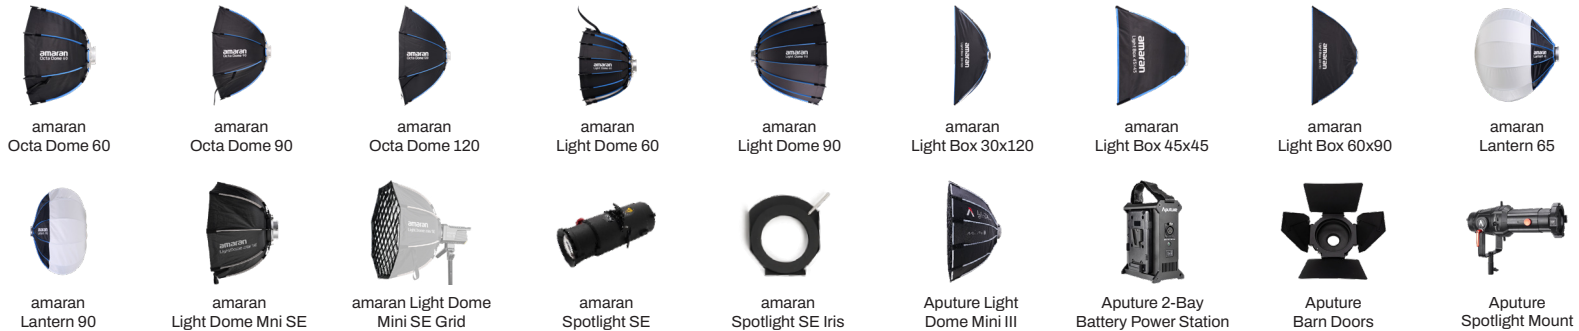 amaran
Octa Dome 60
amaran
Octa Dome 90
amaran
Octa Dome 120
amaran
Light Dome 60
amaran
Light Dome 90
amaran
Light Box 30x120
amaran
Light Box 45x45
amaran
Light Box 60x90
amaran
Lantern 65
amaran
Lantern 90
amaran
Light Dome Mni SE
amaran Light Dome
Mini SE Grid
amaran
Spotlight SE
amaran
Spotlight SE Iris
Aputure Light
Dome Mini III
Aputure 2-Bay
Battery Power Station
Aputure
Barn Doors
Aputure
Spotlight Mount